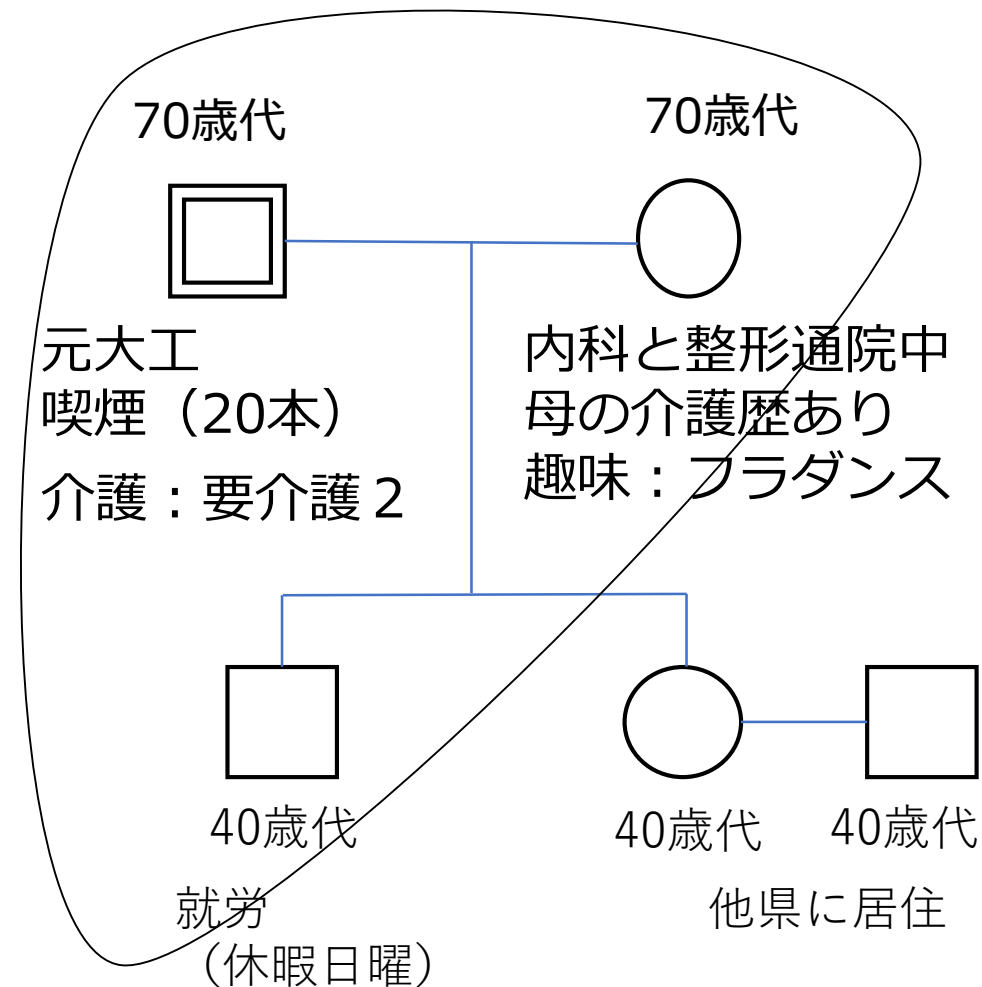 70歳代
70歳代
元大工
喫煙（20本）
介護：要介護２
内科と整形通院中
母の介護歴あり
趣味：フラダンス
40歳代
40歳代
40歳代
就労
（休暇日曜）
他県に居住